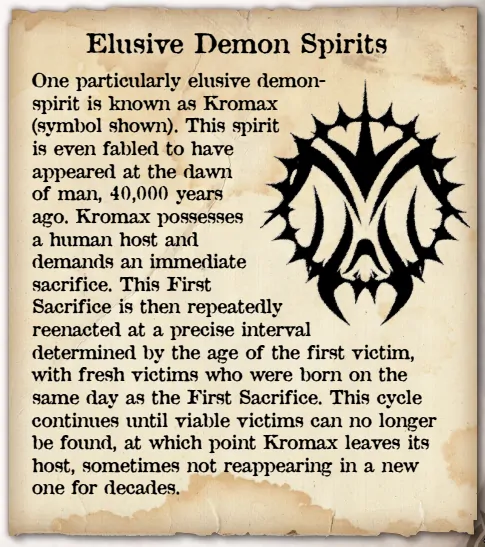 Elusive Demon Spirits
One particularly elusive demon-
spirit is known as Kromax
(symbol shown). This spirit
is even fabled to have
appeared at the dawn
of man, 40,000 years
ago. Kromax possesses
a human host and
demands an immediate
sacrifice. This First
Sacrifice is then repeatedly
reenacted at a precise interval
determined by the age of the first victim,
with fresh victims who were born on the
same day as the First Sacrifice. This cycle
continues until viable victims can no longer
be found, at which point Kromax leaves its
host, sometimes not reappearing in a new
one for decades.